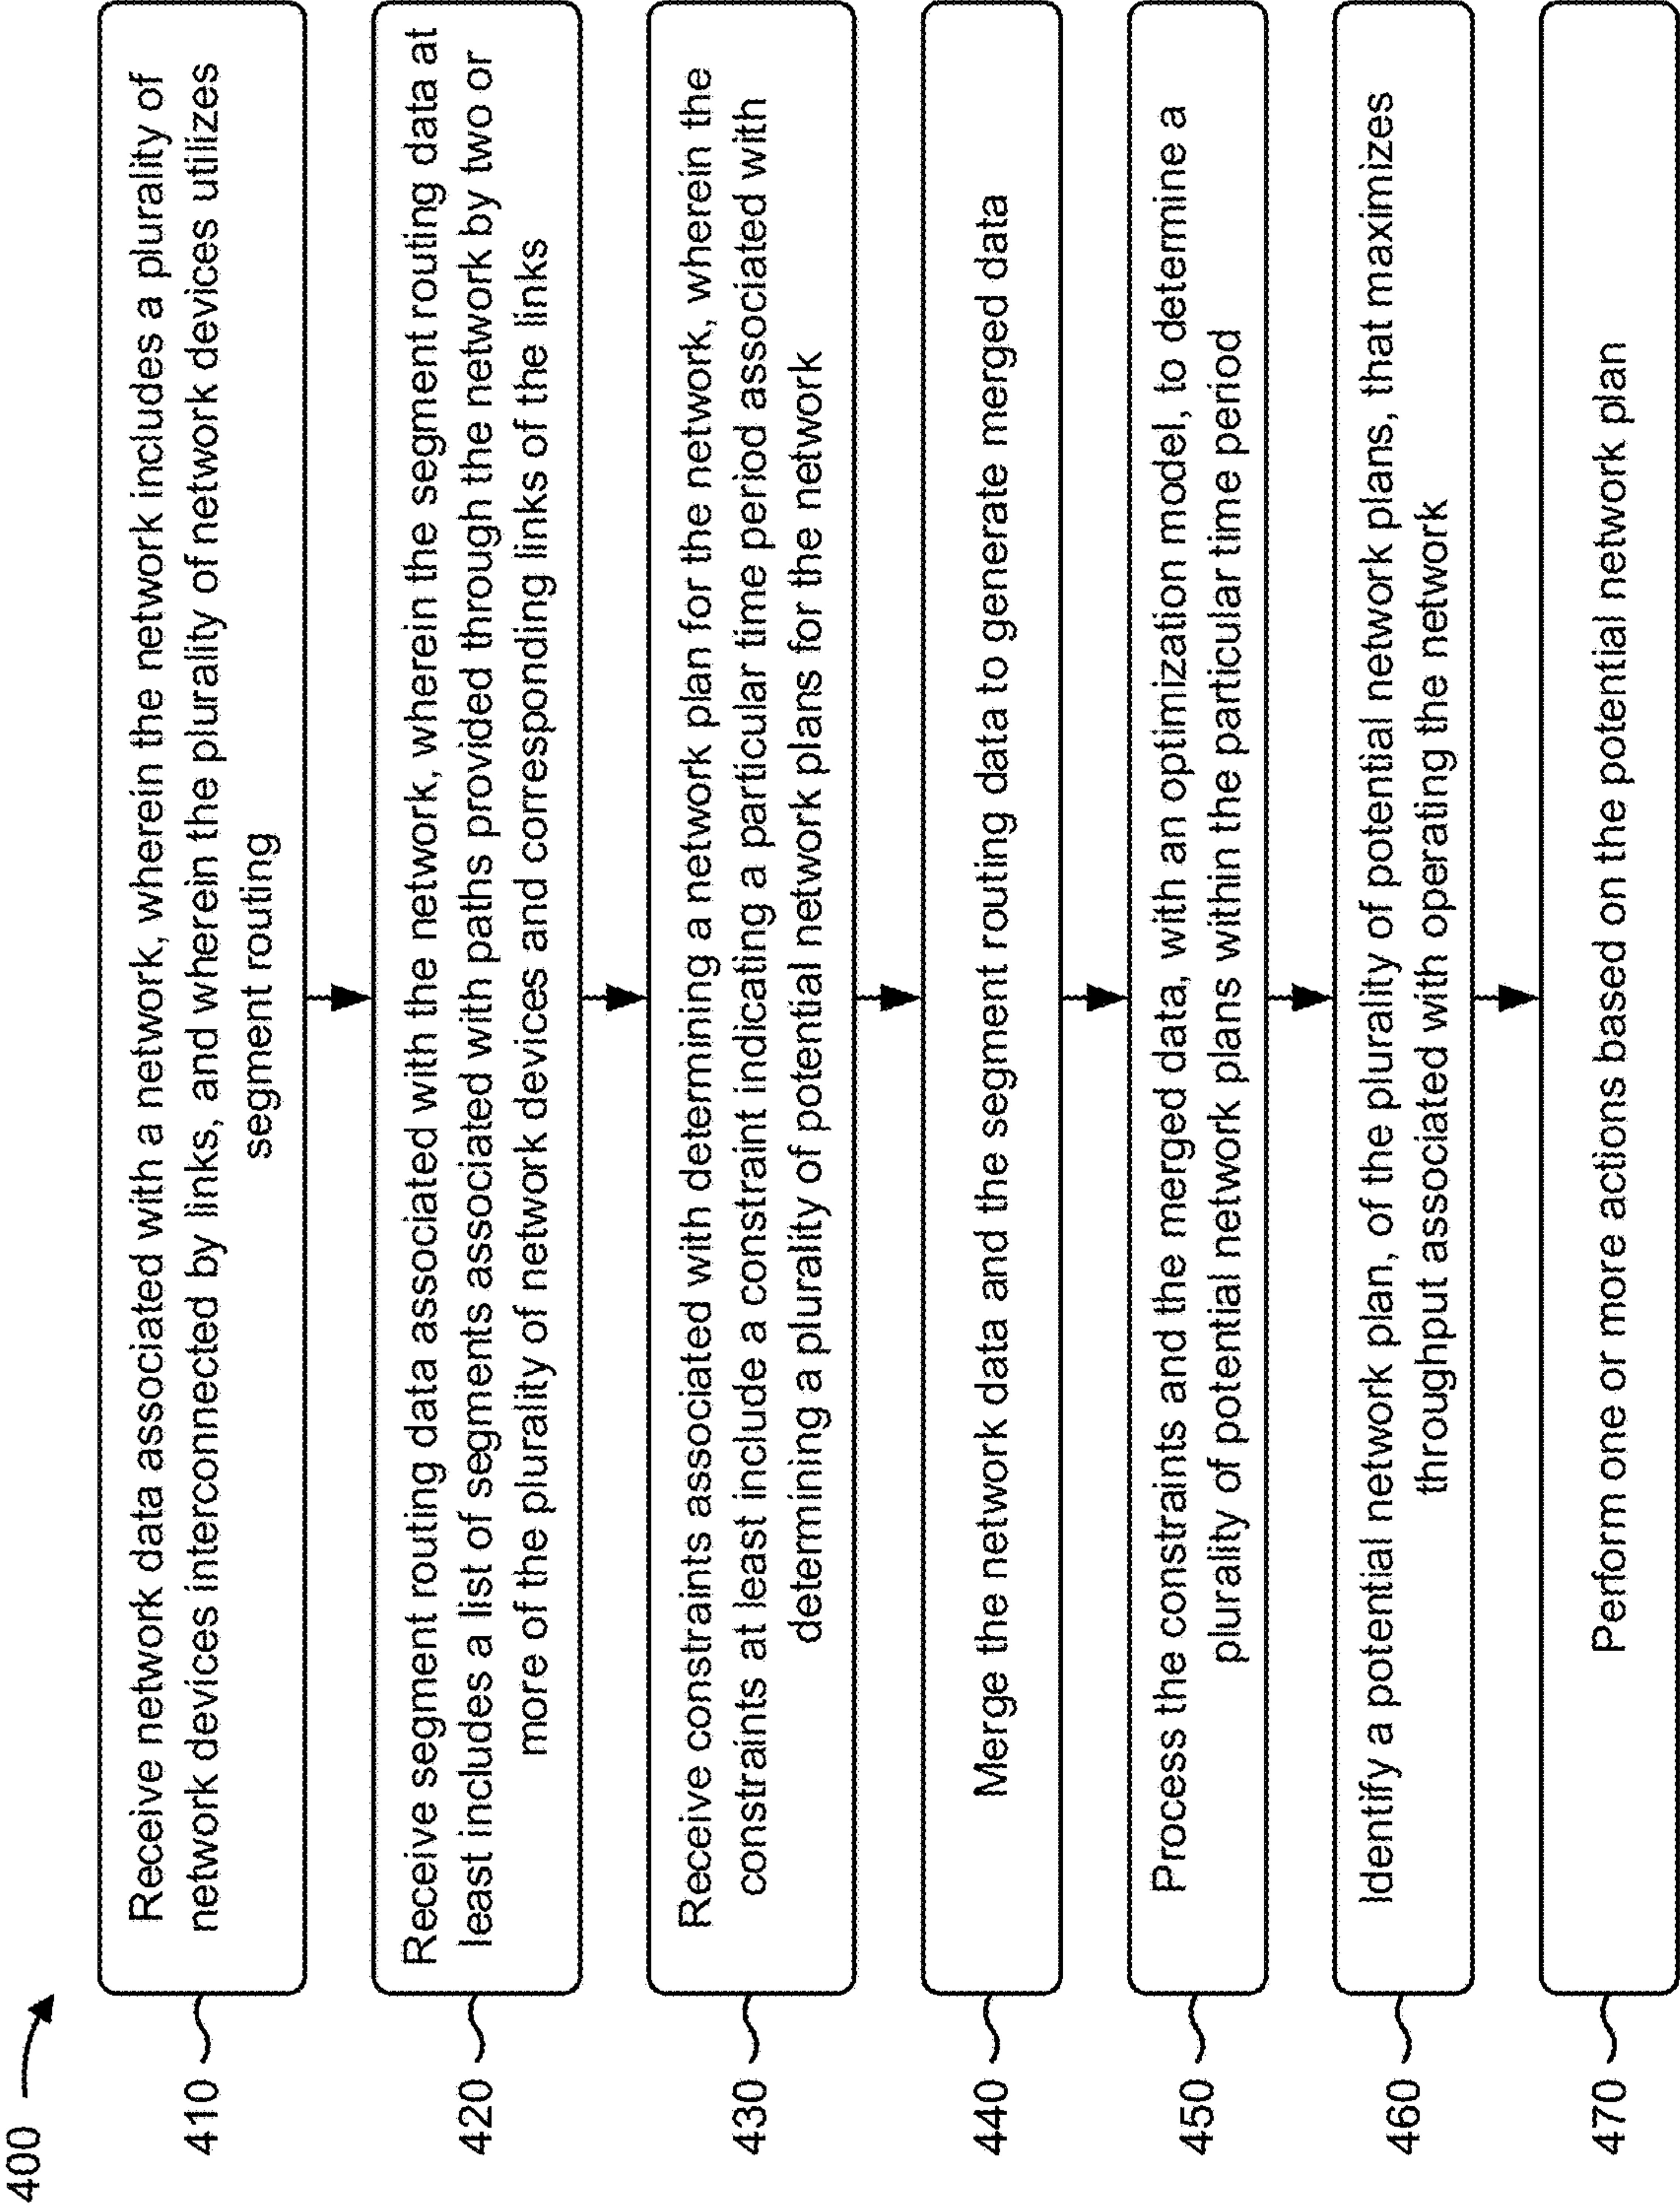 400
410
Receive network data associated with a network, wherein the network includes a plurality of
network devices interconnected by links, and wherein the plurality of network devices utilizes
segment routing
420
Receive segment routing data associated with the network, wherein the segment routing data at
least includes a list of segments associated with paths provided through the network by two or
more of the plurality of network devices and corresponding links of the links
430
Receive constraints associated with determining a network plan for the network, wherein the
constraints at least include a constraint indicating a particular time period associated with
determining a plurality of potential network plans for the network
440
Merge the network data and the segment routing data to generate merged data
450
Process the constraints and the merged data, with an optimization model, to determine a
plurality of potential network plans within the particular time period
460
Identify a potential network plan, of the plurality of potential network plans, that maximizes
throughput associated with operating the network
470
Perform one or more actions based on the potential network plan